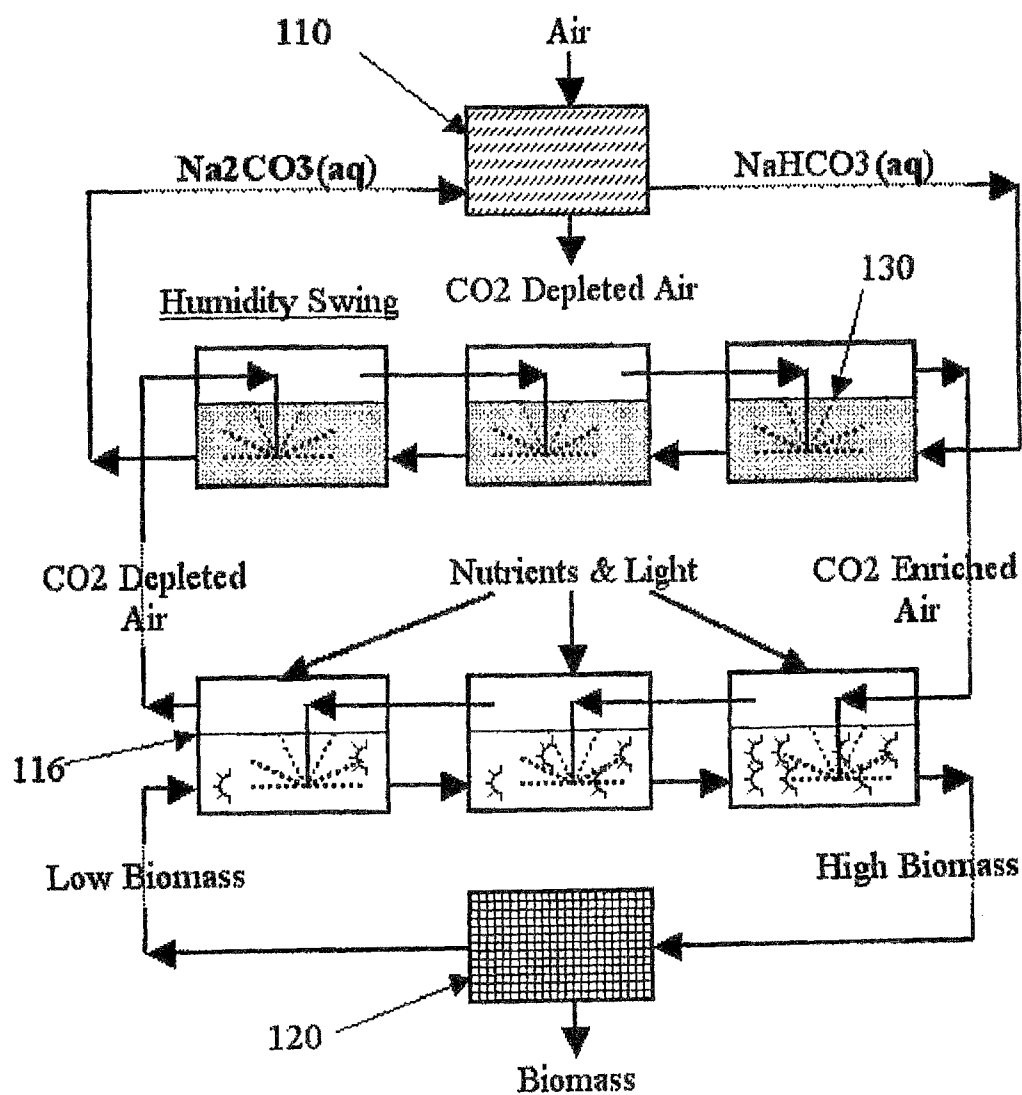 110
Air
Na2CO3(aq)
NaHCO3(aq)
130
CO2 Depleted Air
Humidity Swing
CO2 Depleted
Air
Nutrients & Light
CO2 Enriched
Air
116
Low Biomass
High Biomass
120
Biomass